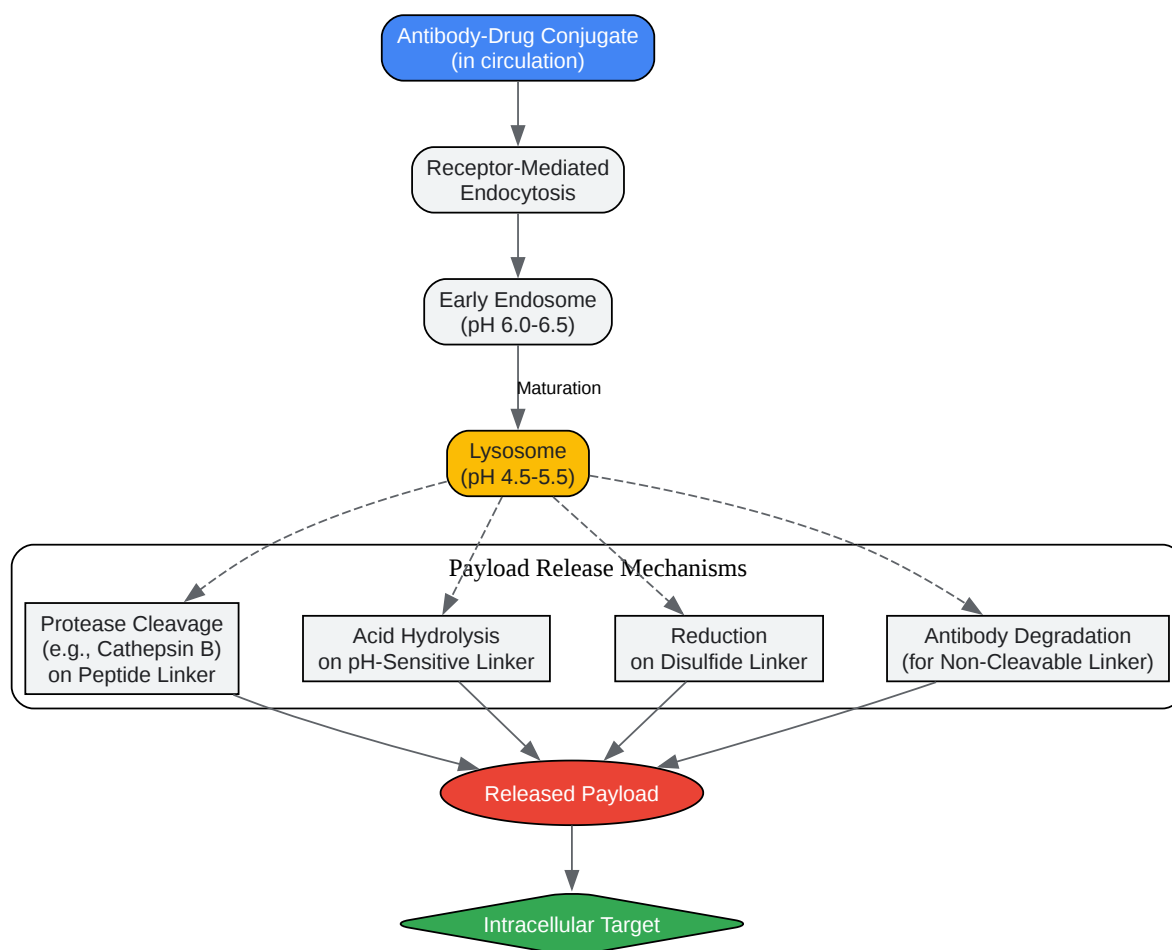 Antibody-Drug Conjugate
(in circulation)
Receptor-Mediated
Endocytosis
Early Endosome
(pH 6.0-6.5)
Maturation
Lysosome
(pH 4.5-5.5)
Payload Release Mechanisms
Protease Cleavage
(e.g., Cathepsin B)
on Peptide Linker
Acid Hydrolysis
on pH-Sensitive Linker
Reduction
on Disulfide Linker
Antibody Degradation
(for Non-Cleavable Linker)
Released Payload
Intracellular Target